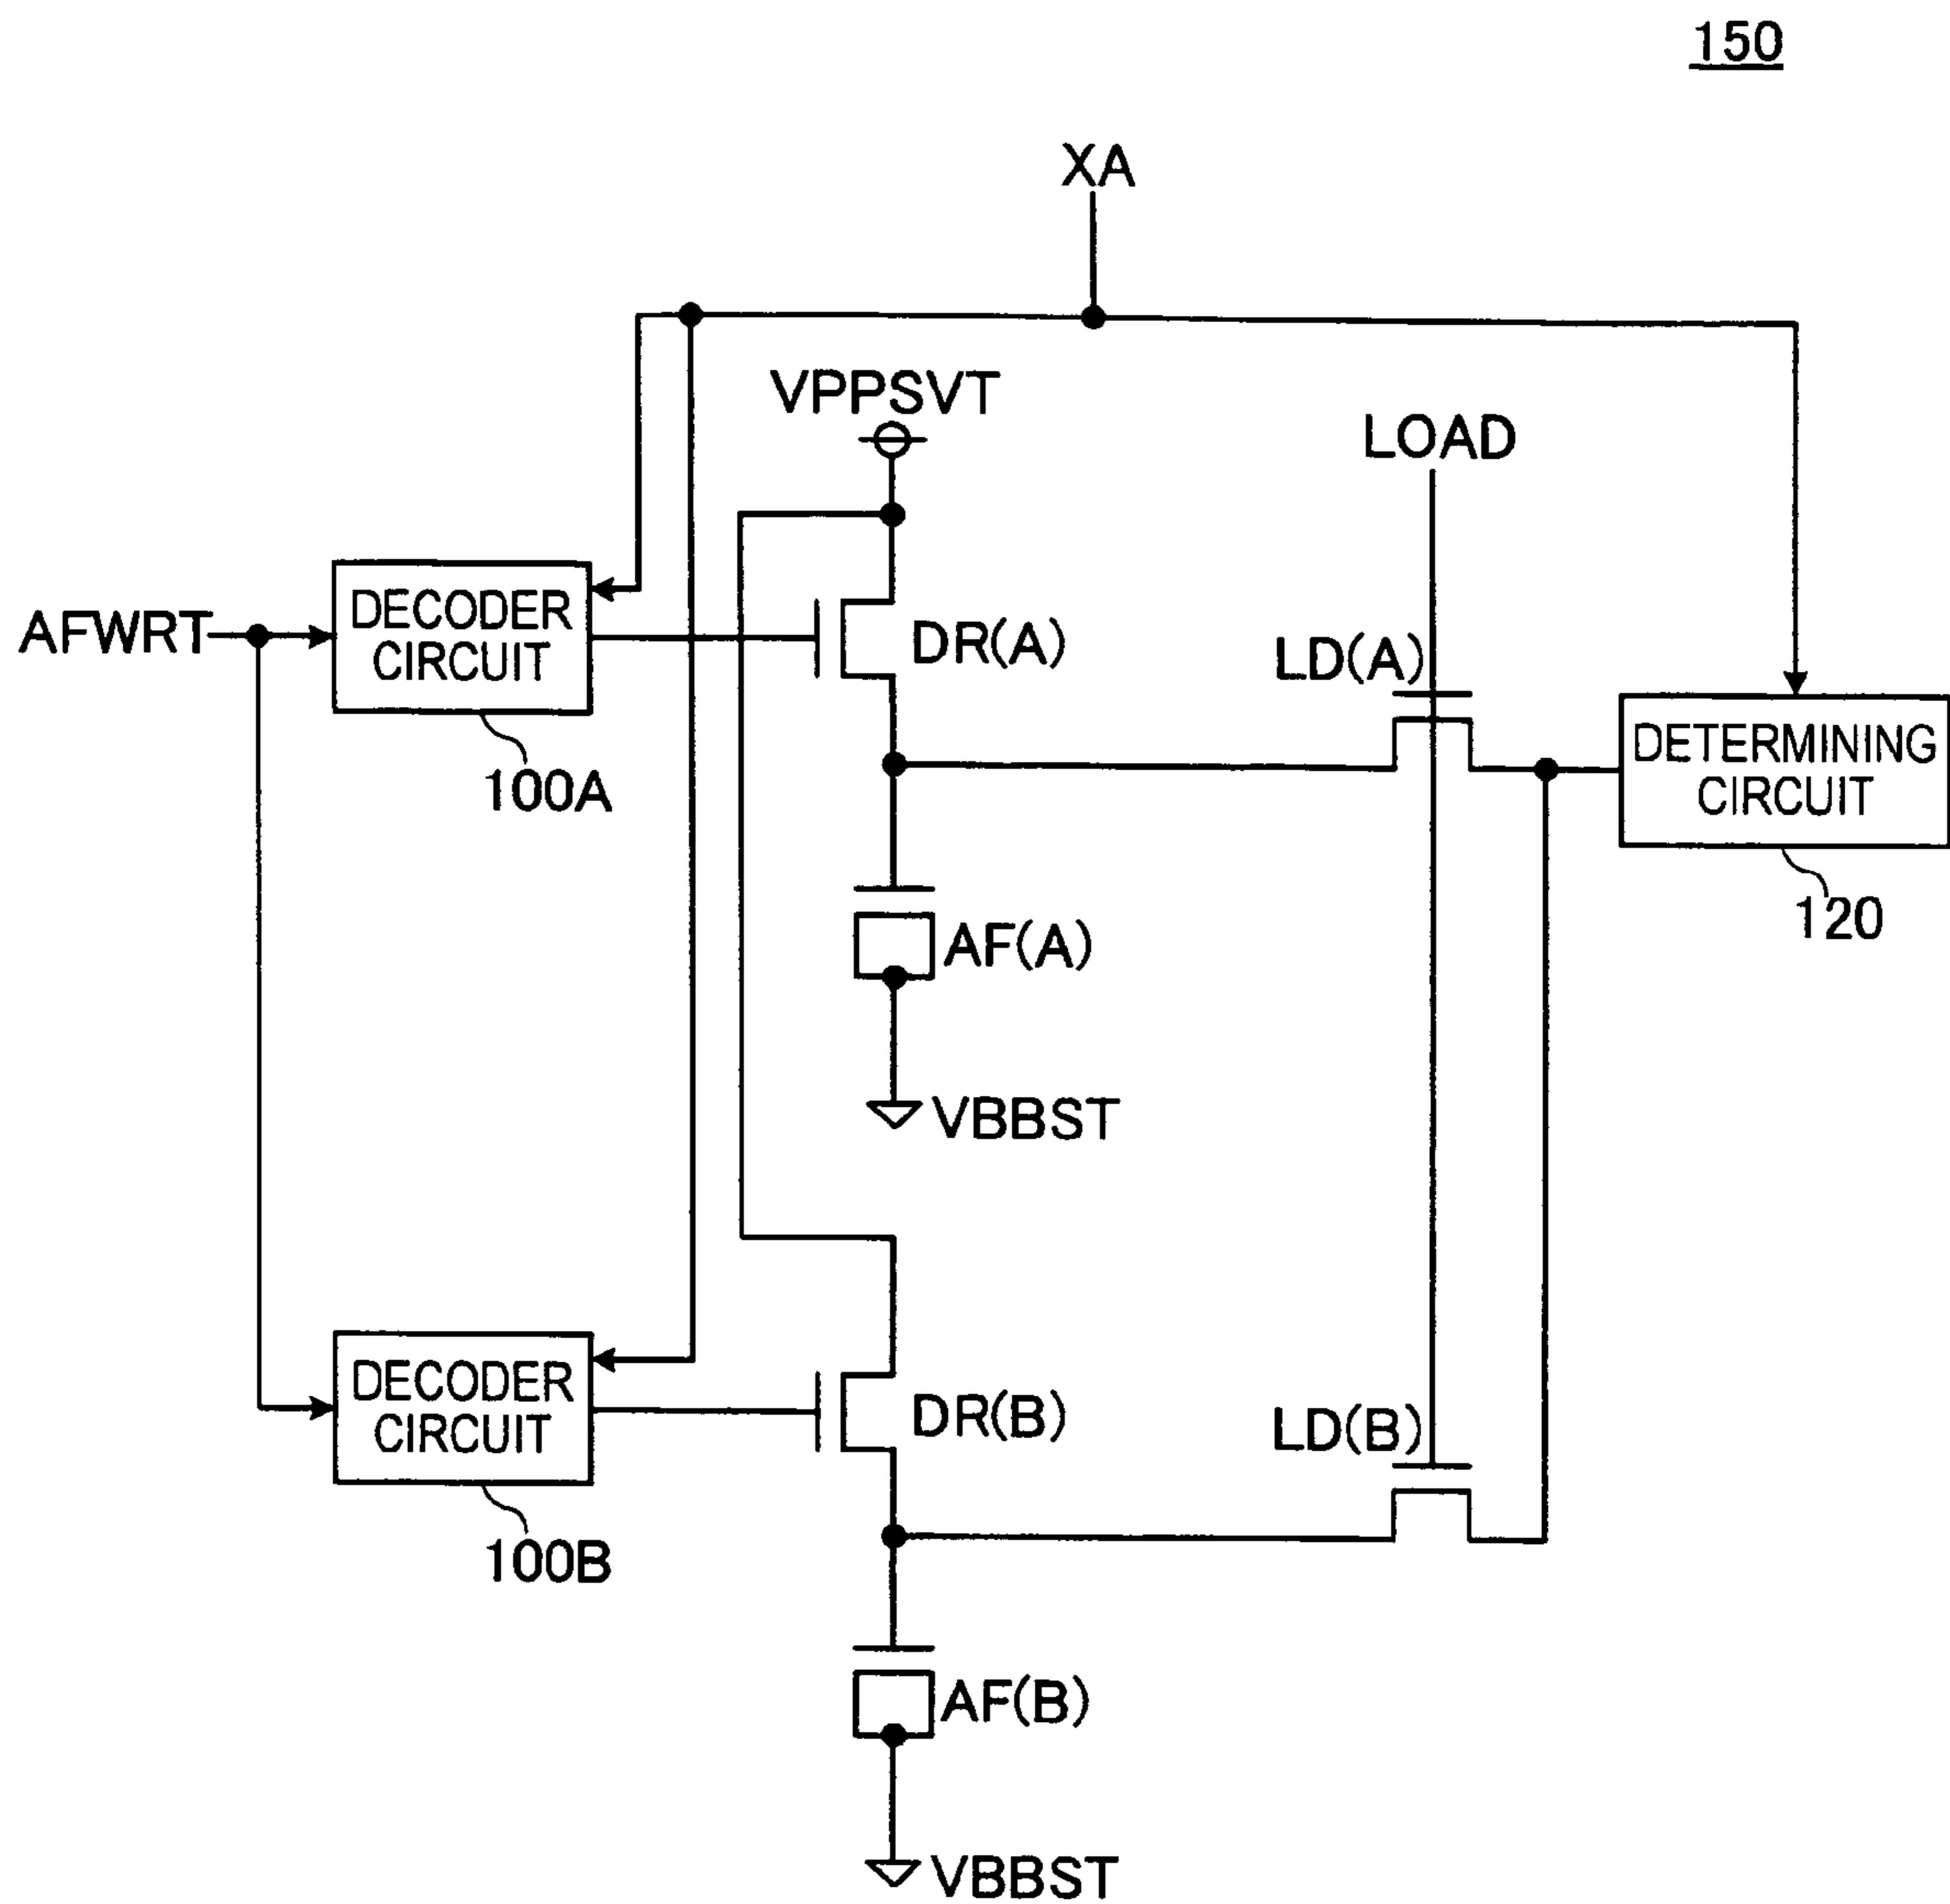 150
XA
VPPSVT
LOAD
AFWRT
DECODER
CIRCUIT
100A
DR(A)
LD(A)
DETERMINING
CIRCUIT
120
AF(A)
VBBST
DECODER
CIRCUIT
100B
DR(B)
LD(B)
AF(B)
VBBST